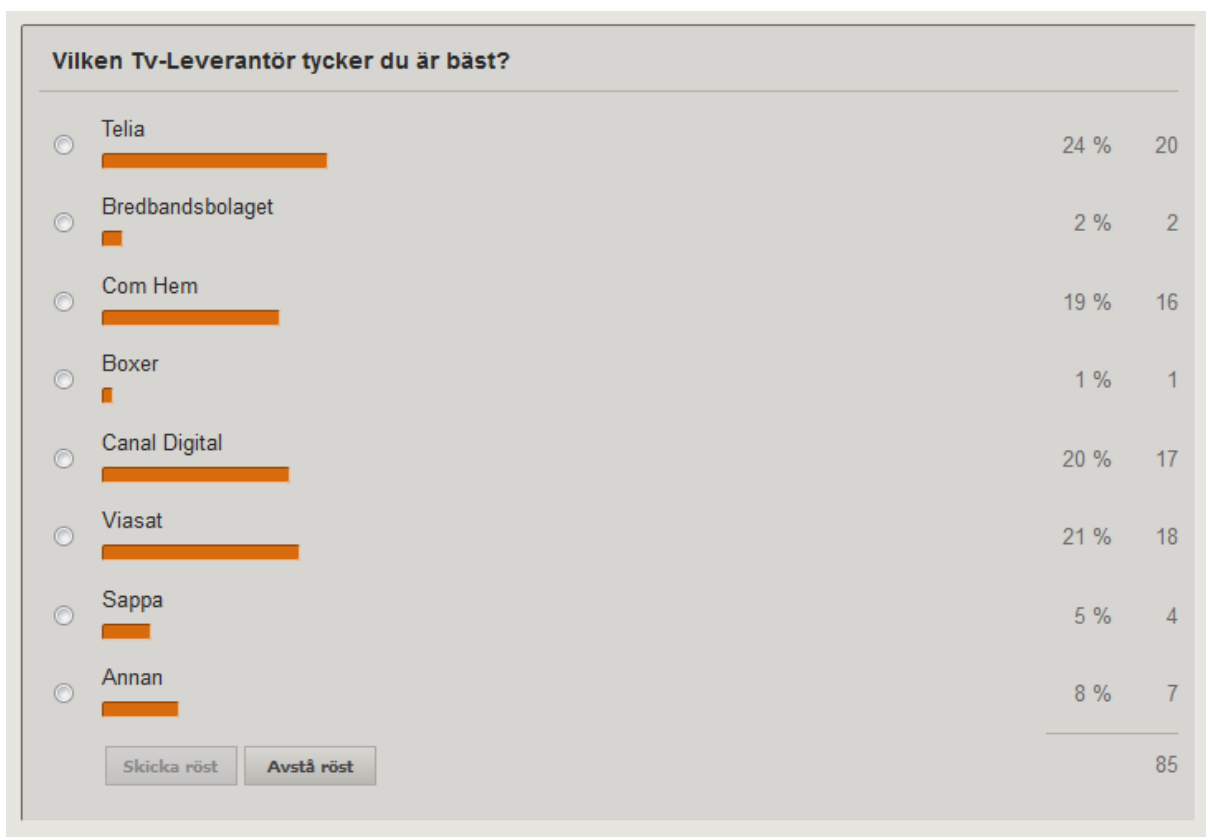 Vilken Tv-Leverantör tycker du är bäst?
Telia
24 % 20
Bredbandsbolaget
2 % 2
Com Hem
19 % 16
Boxer
1 % 1
Canal Digital
20 % 17
Viasat
21 % 18
Sappa
5 % 4
Annan
8 % 7
Skicka röst Avstå röst 85